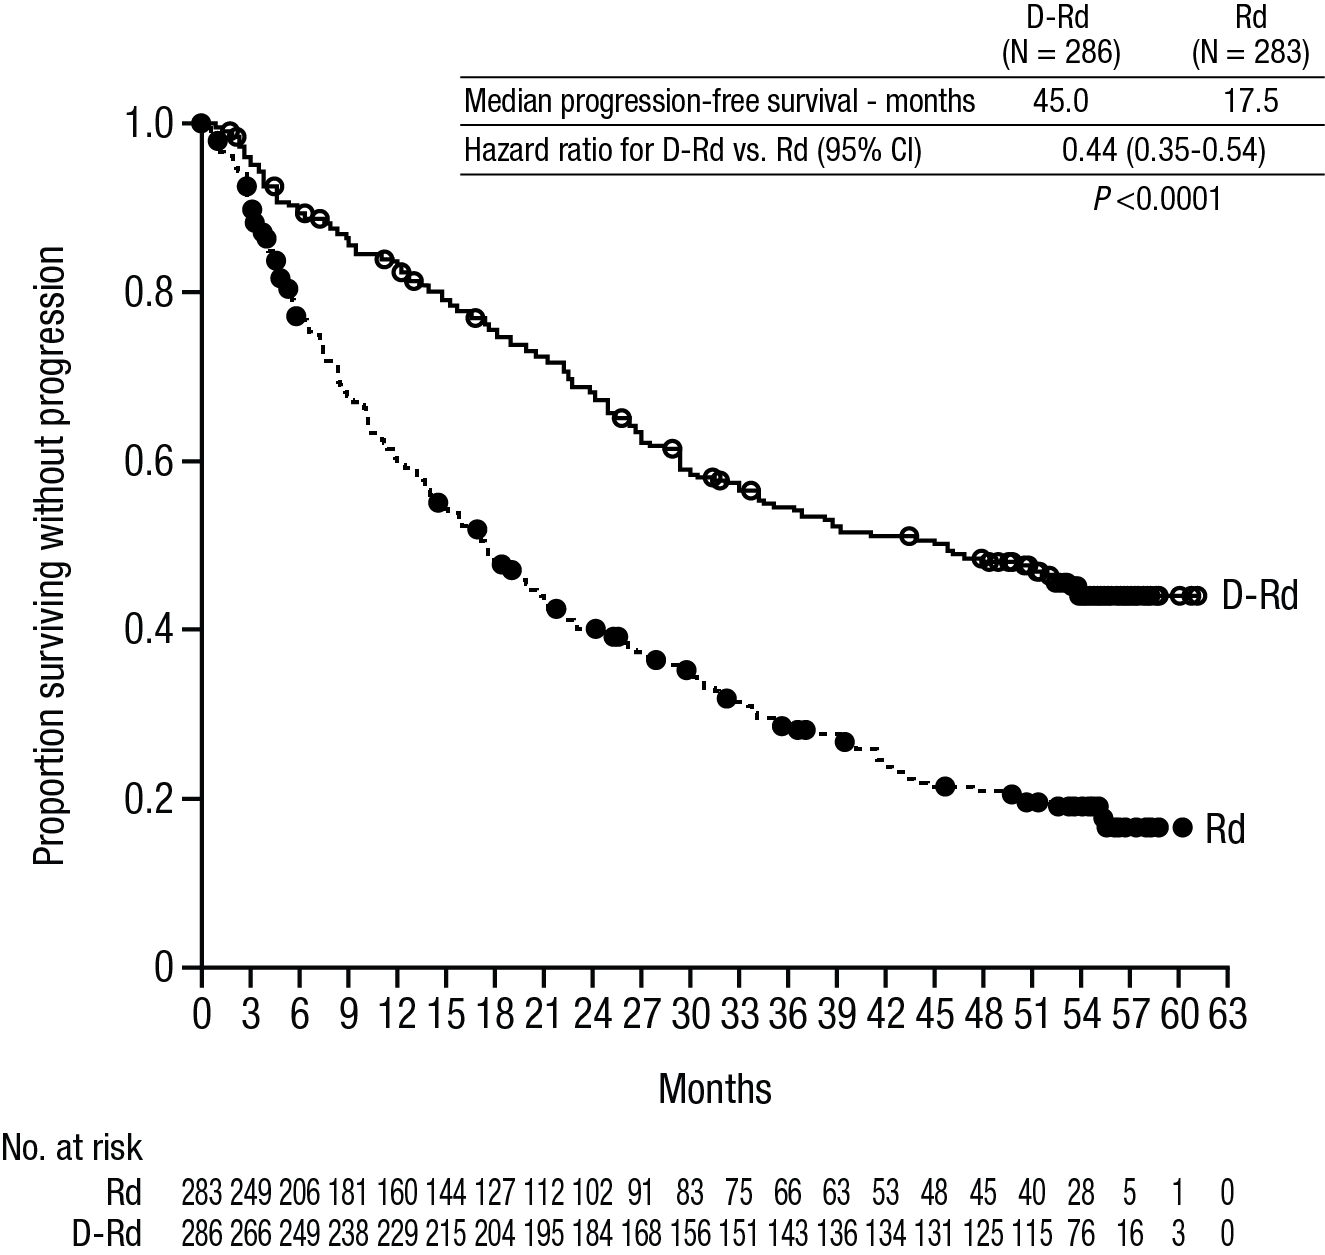 D-Rd Rd
(N = 286) (N = 283)
Median progression-free survival - months 45.0 17.5
Hazard ratio for D-Rd vs. Rd (95% CI) 0.44 (0.35-0.54)
P <0.0001
Proportion surviving without progression
1.0
0.8
0.6
0.4
0.2
0
D-Rd
Rd
0 3 6 9 12 15 18 21 24 27 30 33 36 39 42 45 48 51 54 57 60 63
Months
No. at risk
Rd 283 249 206 181 160 144 127 112 102 91 83 75 66 63 53 48 45 40 28 5 1 0
D-Rd 286 266 249 238 229 215 204 195 184 168 156 151 143 136 134 131 125 115 76 16 3 0